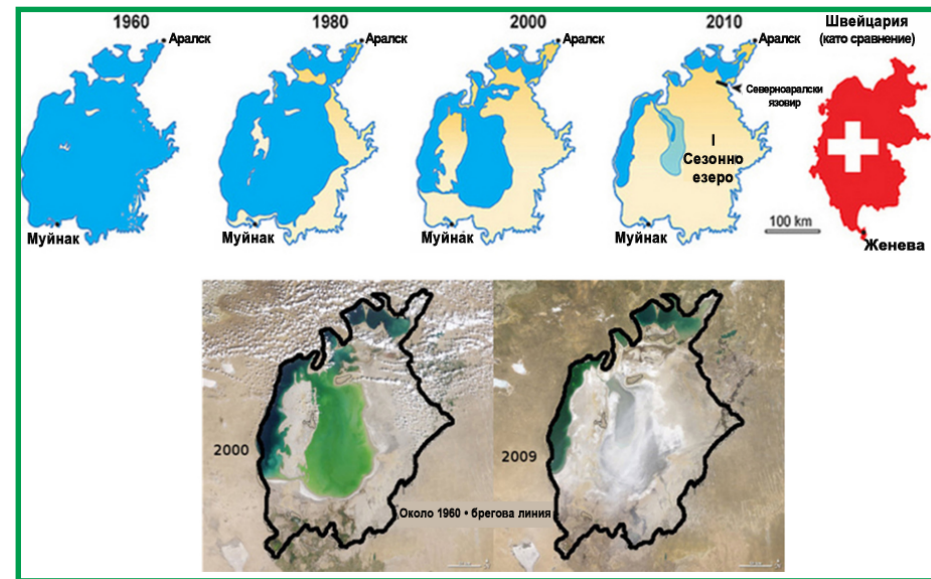 1960
1980
2000
2010
Швейцария
(като сравнение)
Аралск
Аралск
Аралск
Аралск
Северноаралски
язовир
I
Сезонно
езеро
100 km
Муйнак
Муйнак
Муйнак
Муйнак
Женева
2000
2009
Около 1960 • брегова линия